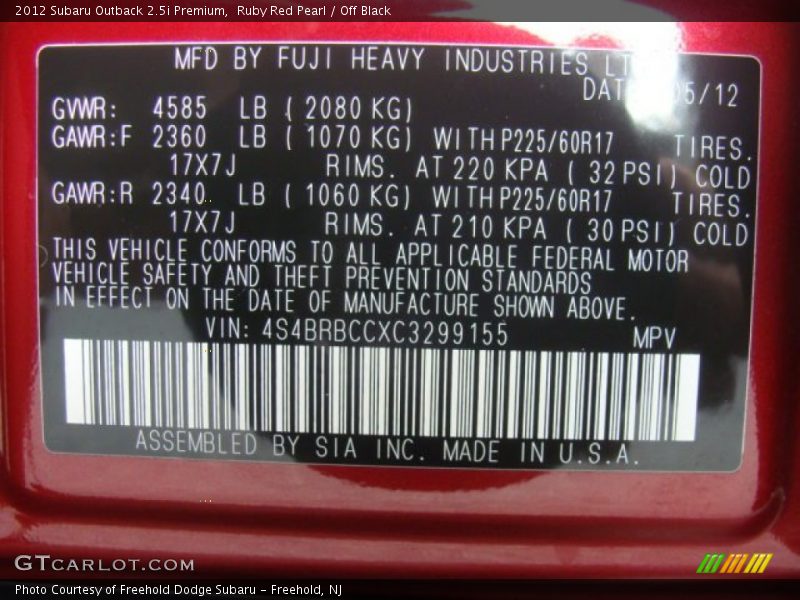 2012 Subaru Outback 2.5i Premium, Ruby Red Pearl / Off Black
MFD BY FUJI HEAVY INDUSTRIES
05/12
GVWR: 4585 LB ( 2080 KG)
GAWR:F 2360 LB ( 1070 KG) WITH P225/60R17 TIRES.
17X7J RIMS. AT 220 KPA ( 32 PSI) COLD
GAWR:R 2340 LB ( 1060 KG) WITH P225/60R17 TIRES.
17X7J RIMS. AT 210 KPA ( 30 PSI) COLD
THIS VEHICLE CONFORMS TO ALL APPLICABLE FEDERAL MOTOR
VEHICLE SAFETY AND THEFT PREVENTION STANDARDS
IN EFFECT ON THE DATE OF MANUFACTURE SHOWN ABOVE.
VIN: 4S4BRBCCXC3299155 MPV
ASSEMBLED BY SIA INC. MADE IN U.S.A.
GTCARLOT.COM
Photo Courtesy of Freehold Dodge Subaru - Freehold, NJ